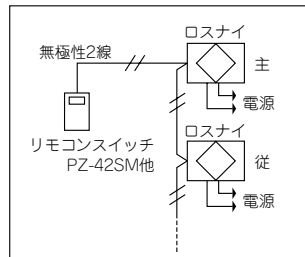 ロスナイ
無極性2線
主
電源
リモコンスイッチ
PZ-42SM他
ロスナイ
従
電源